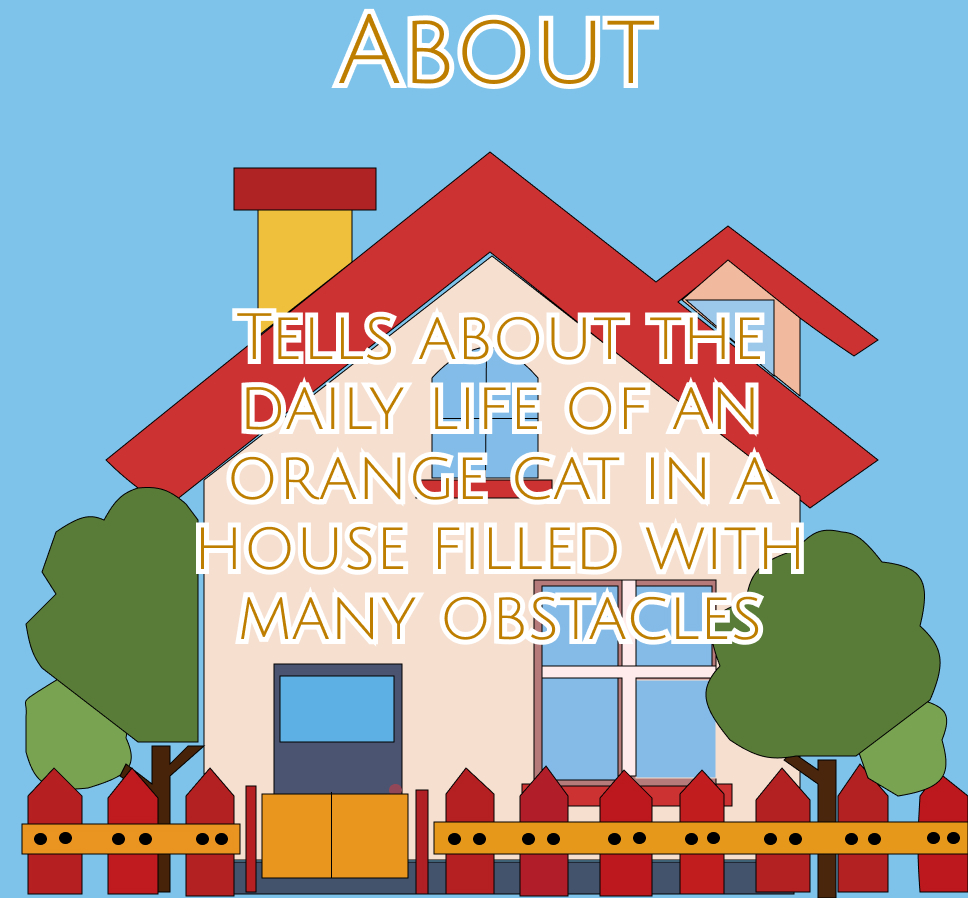 About
Tells about the
daily life of an
orange cat in a
house filled with
many obstacles